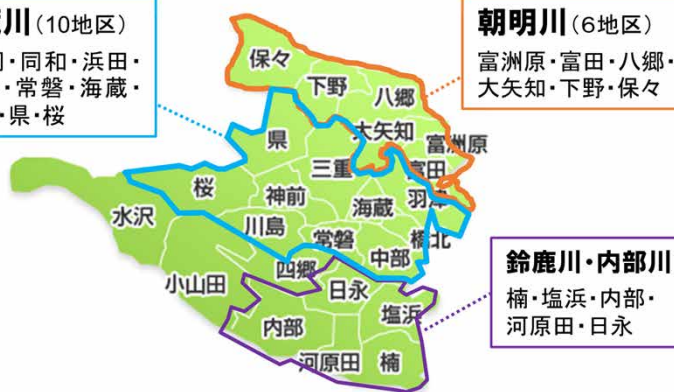 川(10地区)
・同和・浜田・
・常磐・海蔵・
・県・桜
朝明川(6地区)
富洲原・富田・八郷・
大矢知・下野・保々
保々
下野
八郷
大矢知
富洲原
県
三重
富田
桜
神前
海蔵
羽津
水沢
川島
常磐
橋北
中部
四郷
小山田
日永
塩浜
内部
河原田
楠
鈴鹿川・内部川
楠・塩浜・内部・
河原田・日永